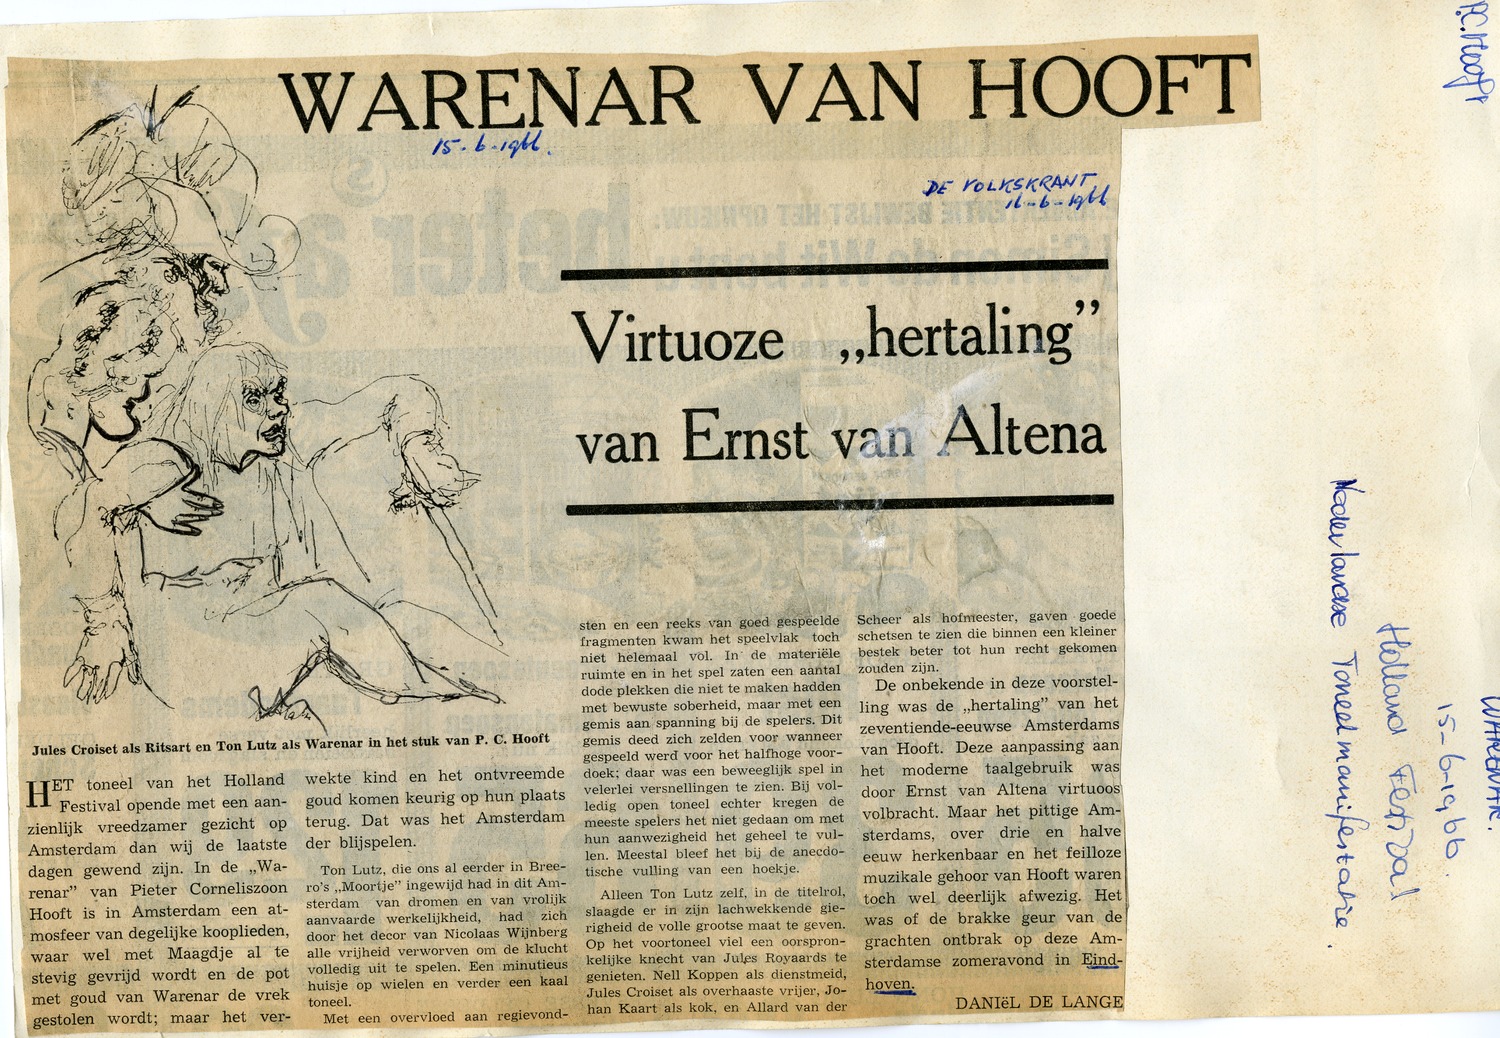 WARENAR VAN HOOFT
15-6-1966.
DE VOLKSKRANT
16-6-1966
Virtuoze „hertaling”
van Ernst van Altena
Jules Croiset als Ritsart en Ton Lutz als Warenar in het stuk van P. C. Hooft
HET toneel van het Holland
Festival opende met een aan-
zienlijk vreedzamer gezicht op
Amsterdam dan wij de laatste
dagen gewend zijn. In de „Wa-
renar” van Pieter Corneliszoon
Hooft is in Amsterdam een at-
mosfeer van degelijke kooplieden,
waar wel met Maagdje al te
stevig gevrijd wordt en de pot
met goud van Warenar de vrek
gestolen wordt; maar het ver-
wekte kind en het ontvreemde
goud komen keurig op hun plaats
terug. Dat was het Amsterdam
der blijspelen.
Ton Lutz, die ons al eerder in Bree-
ro's „Moortje” ingewijd had in dit Am-
sterdam van dromen en van vrolijk
aanvaarde werkelijkheid, had zich
door het decor van Nicolaas Wijnberg
alle vrijheid verworven om de klucht
volledig uit te spelen. Een minutieus
huisje op wielen en verder een kaal
toneel.
Met een overvloed aan regievond-
sten en een reeks van goed gespeelde
fragmenten kwam het speelvlak toch
niet helemaal vol. In de materiële
ruimte en in het spel zaten een aantal
dode plekken die niet te maken hadden
met bewuste soberheid, maar met een
gemis aan spanning bij de spelers. Dit
gemis deed zich zelden voor wanneer
gespeeld werd voor het halfhoge voor-
doek; daar was een beweeglijk spel in
velerlei versnellingen te zien. Bij vol-
ledig open toneel echter kregen de
meeste spelers het niet gedaan om met
hun aanwezigheid het geheel te vul-
len. Meestal bleef het bij de anecdo-
tische vulling van een hoekje.
Alleen Ton Lutz zelf, in de titelrol,
slaagde er in zijn lachwekkende gie-
righeid de volle grootse maat te geven.
Op het voortoneel viel een oorspron-
kelijke knecht van Jules Royaards te
genieten. Nell Koppen als dienstmeid,
Jules Croiset als overhaaste vrijer, Jo-
han Kaart als kok, en Allard van der
Scheer als hofmeester, gaven goede
schetsen te zien die binnen een kleiner
bestek beter tot hun recht gekomen
zouden zijn.
De onbekende in deze voorstel-
ling was de „hertaling” van het
zeventiende-eeuwse Amsterdams
van Hooft. Deze aanpassing aan
het moderne taalgebruik was
door Ernst van Altena virtuoos
volbracht. Maar het pittige Am-
sterdams, over drie en halve
eeuw herkenbaar en het feilloze
muzikale gehoor van Hooft waren
toch wel deerlijk afwezig. Het
was of de brakke geur van de
grachten ontbrak op deze Am-
sterdamse zomeravond in Eind-
hoven.
DANIËL DE LANGE
P.C. Hooft
WARENAR.
15-6-1966.
Holland Festival
Nederlandse Toneelmanifestatie.